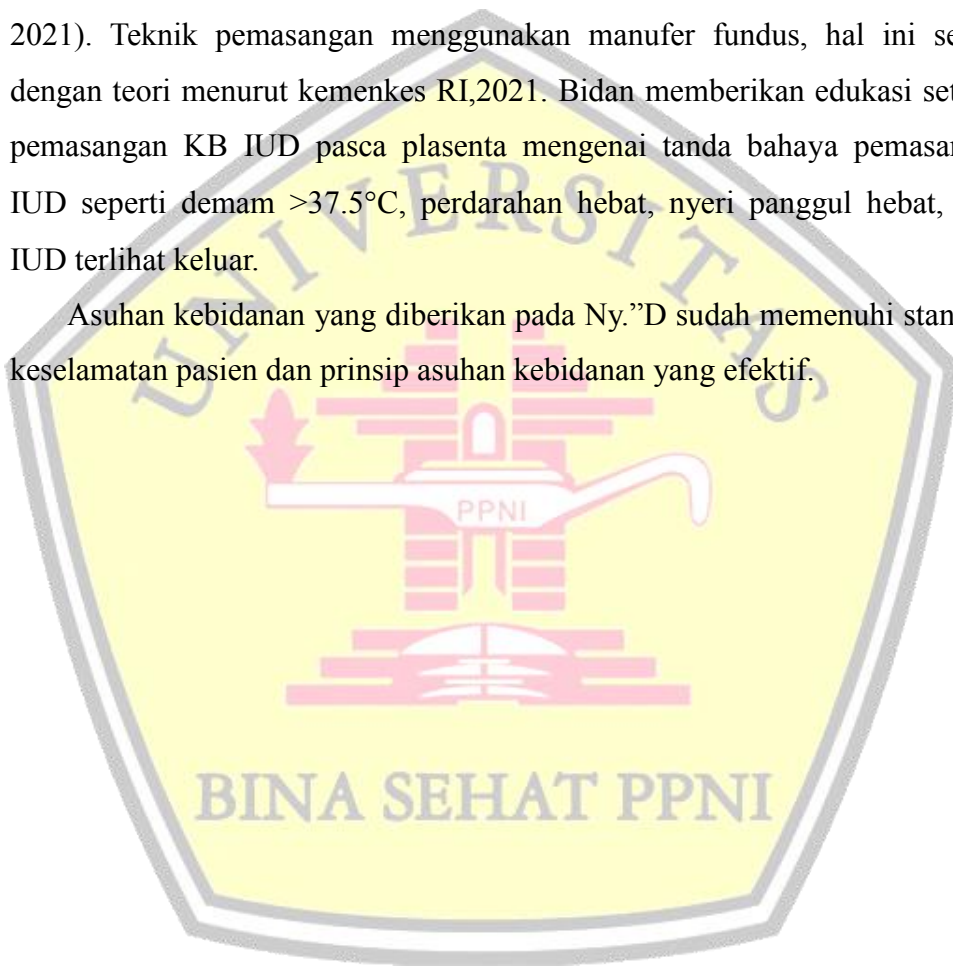 2021). Teknik pemasangan menggunakan manufer fundus, hal ini se
dengan teori menurut kemenkes RI,2021. Bidan memberikan edukasi set
pemasangan KB IUD pasca plasenta mengenai tanda bahaya pemasan
IUD seperti demam >37.5°C, perdarahan hebat, nyeri panggul hebat,
IUD terlihat keluar.
Asuhan kebidanan yang diberikan pada Ny.”D sudah memenuhi stan
keselamatan pasien dan prinsip asuhan kebidanan yang efektif.
UNIVERSITAS
PPNI
BINA SEHAT PPNI